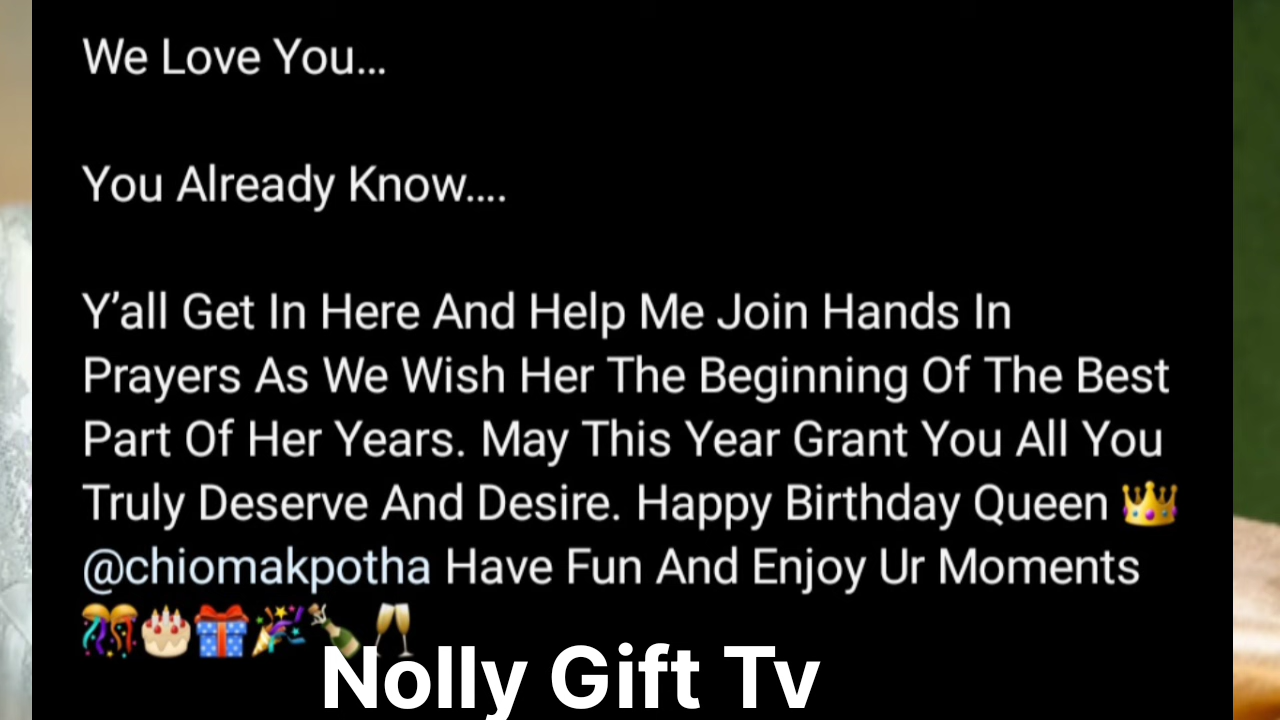 We Love You...
You Already Know....
Y’all Get In Here And Help Me Join Hands In
Prayers As We Wish Her The Beginning Of The Best
Part Of Her Years. May This Year Grant You All You
Truly Deserve And Desire. Happy Birthday Queen 👑
@chiomakpotha Have Fun And Enjoy Ur Moments
🎊🎂🎁🎉🍾🥂
Nolly Gift Tv